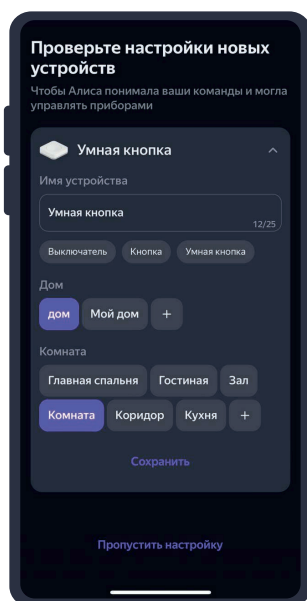 Проверьте настройки новых
устройств
Чтобы Алиса понимала ваши команды и могла
управлять приборами
Умная кнопка
Имя устройства
Умная кнопка
12/25
Выключатель Кнопка Умная кнопка
Дом
дом Мой дом +
Комната
Главная спальня Гостиная Зал
Комната Коридор Кухня +
Сохранить
Пропустить настройку